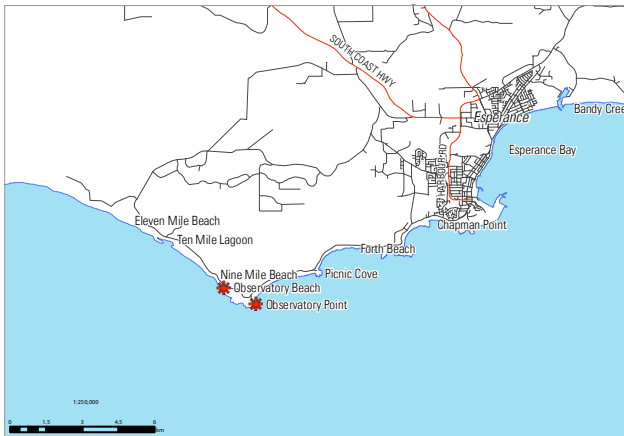 SOUTH COAST HWY
Esperance
Bandy Cree
Esperance Bay
HARBOUR RD
Chapman Point
Eleven Mile Beach
Ten Mile Lagoon
Forth Beach
Nine Mile Beach
Picnic Cove
Observatory Beach
Observatory Point
1:250,000
0 1.5 3 4.5 6
km